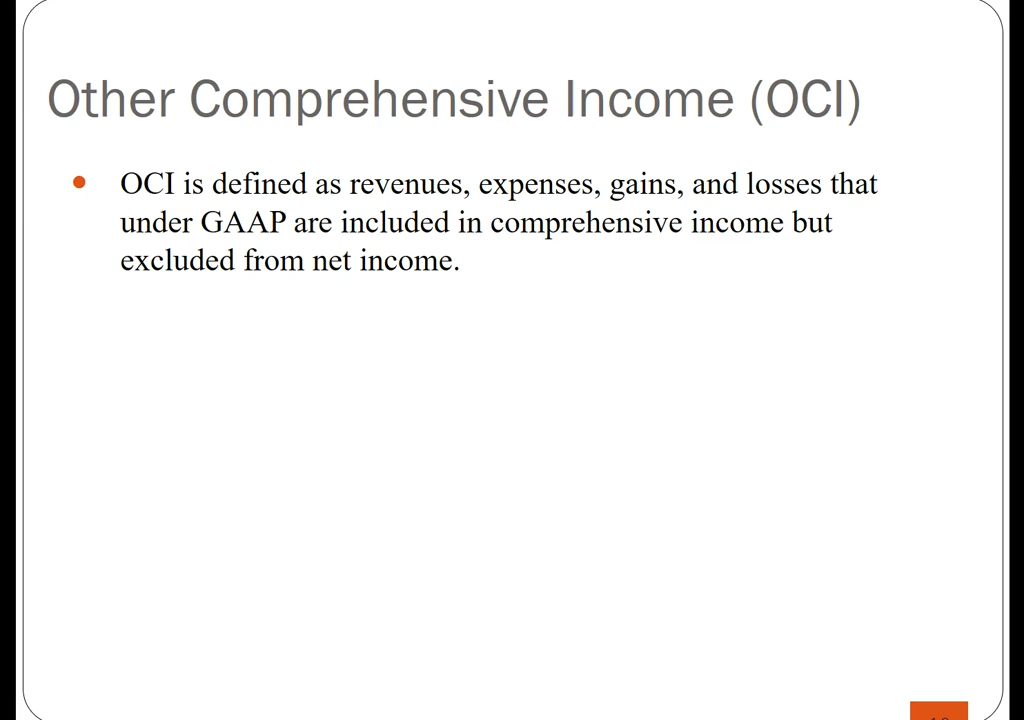 Other Comprehensive Income (OCI)
OCI is defined as revenues, expenses, gains, and losses that
under GAAP are included in comprehensive income but
excluded from net income.